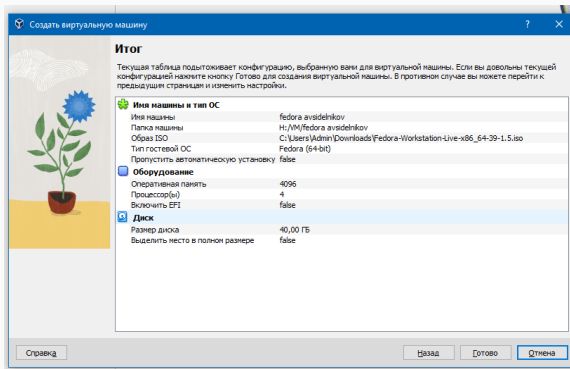 Создать виртуальную машину
Итог
Текущая таблица подытоживает конфигурацию, выбранную вами для виртуальной машины. Если вы довольны текущей
конфигурацией нажмите кнопку Готово для создания виртуальной машины. В противном случае вы можете перейти к
предыдущим страницам и изменить настройки.
Имя машины и тип ОС
Имя машины fedora avsidelnikov
Папка машины H:/VM/fedora avsidelnikov
Образ ISO C:\Users\Admin\Downloads\Fedora-Workstation-Live-x86_64-39-1.5.iso
Тип гостевой ОС Fedora (64-bit)
Пропустить автоматическую установку false
Оборудование
Оперативная память 4096
Процессор(ы) 4
Включить EFI false
Диск
Размер диска 40,00 ГБ
Выделить место в полном размере false
Справка Назад Готово Отмена